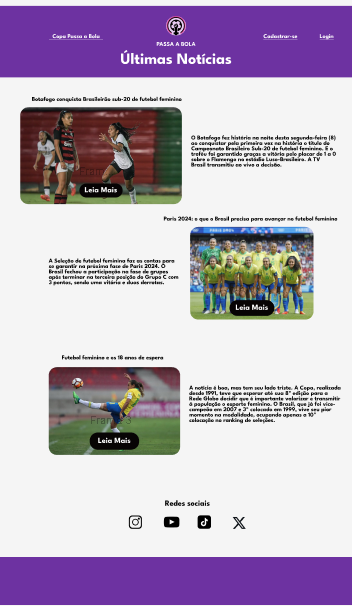 Copa Passa a Bola
PASSA A BOLA
Cadastrar-se
Login
Últimas Notícias
Botafogo conquista Brasileirão sub-20 de futebol feminino
O Botafogo fez história na noite desta segunda-feira (8)
ao conquistar pela primeira vez na história o título do
Campeonato Brasileiro Sub-20 de futebol feminino. E o
troféu foi garantido graças a vitória pelo placar de 1 a 0
sobre o Flamengo no estádio Luso-Brasileiro. A TV
Brasil transmitiu ao vivo a decisão.
Leia Mais
Paris 2024: o que o Brasil precisa para avançar no futebol feminino
A Seleção de futebol feminino faz as contas para
se garantir na próxima fase de Paris 2024. O
Brasil fechou a participação na fase de grupos
após terminar na terceira posição do Grupo C com
3 pontos, sendo uma vitória e duas derrotas.
Leia Mais
Futebol feminino e os 18 anos de espera
A notícia é boa, mas tem seu lado triste. A Copa, realizada
desde 1991, teve que esperar até sua 8ª edição para a
Rede Globo decidir que é importante valorizar e transmitir
à população o esporte feminino. O Brasil, que já foi vice-
campeão em 2007 e 3º colocado em 1999, vive seu pior
momento na modalidade, ocupando apenas a 10ª
colocação no ranking de seleções.
Leia Mais
Redes sociais